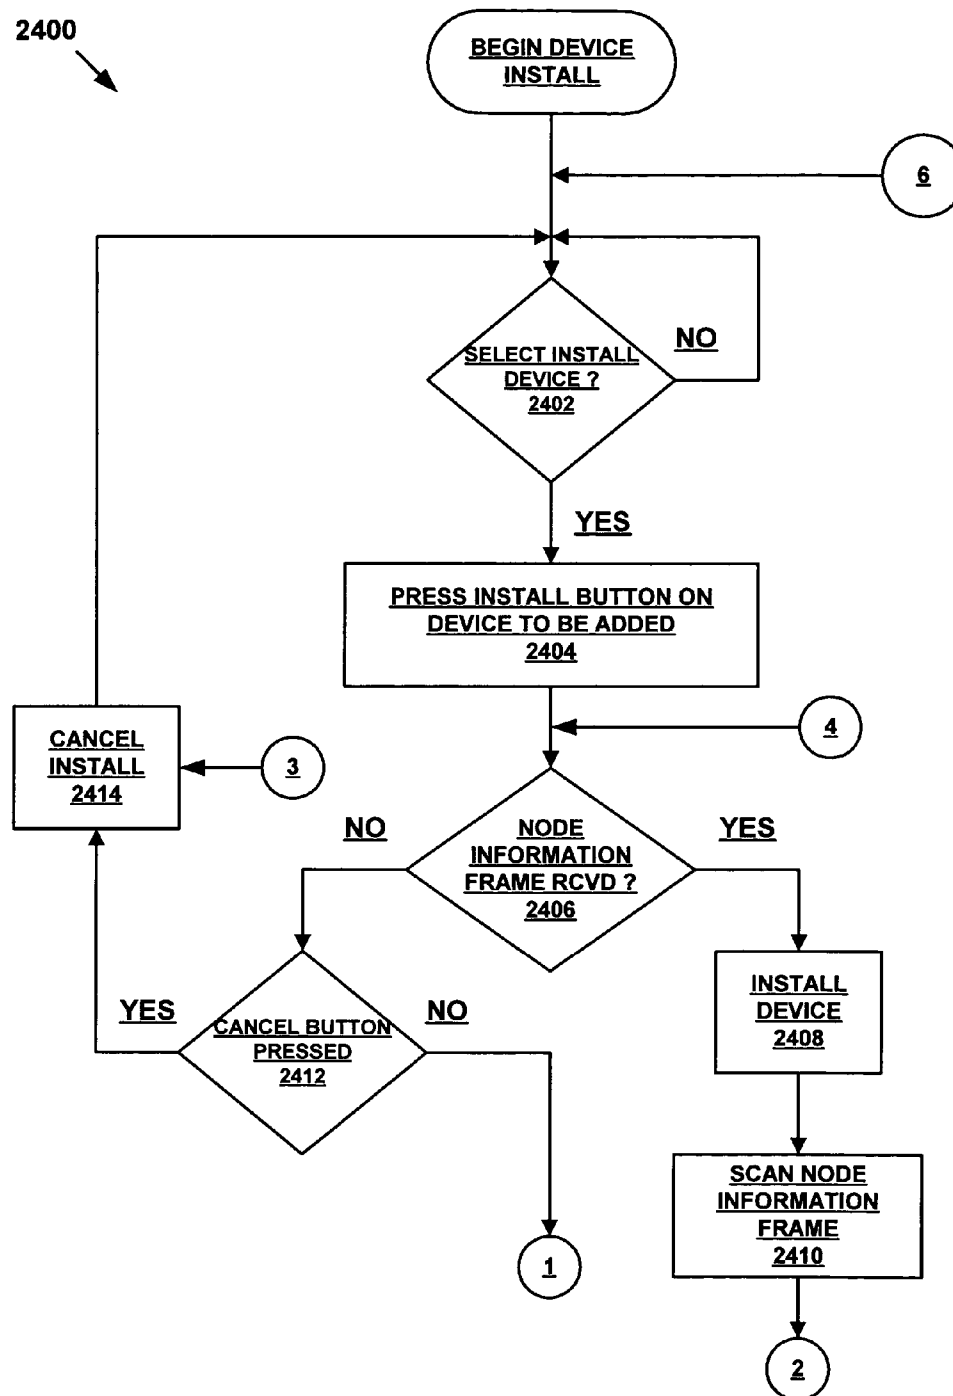 2400
BEGIN DEVICE
INSTALL
6
SELECT INSTALL
DEVICE ?
2402
NO
YES
PRESS INSTALL BUTTON ON
DEVICE TO BE ADDED
2404
4
CANCEL
INSTALL
2414
3
NO
NODE
INFORMATION
FRAME RCVD ?
2406
YES
YES
CANCEL BUTTON
PRESSED
2412
NO
INSTALL
DEVICE
2408
SCAN NODE
INFORMATION
FRAME
2410
1
2